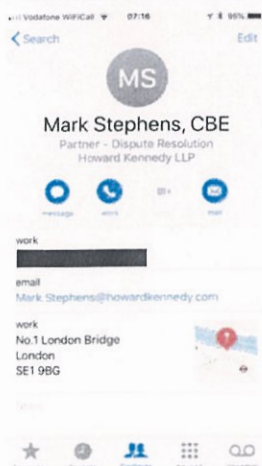 Vodafone WiFiCall 07:16 95%
Search
Edit
MS
Mark Stephens, CBE
Partner - Dispute Resolution
Howard Kennedy LLP
message
work
mail
work
email
Mark.Stephens@howardkennedy.com
work
No.1 London Bridge
London
SE1 9BG
Contacts